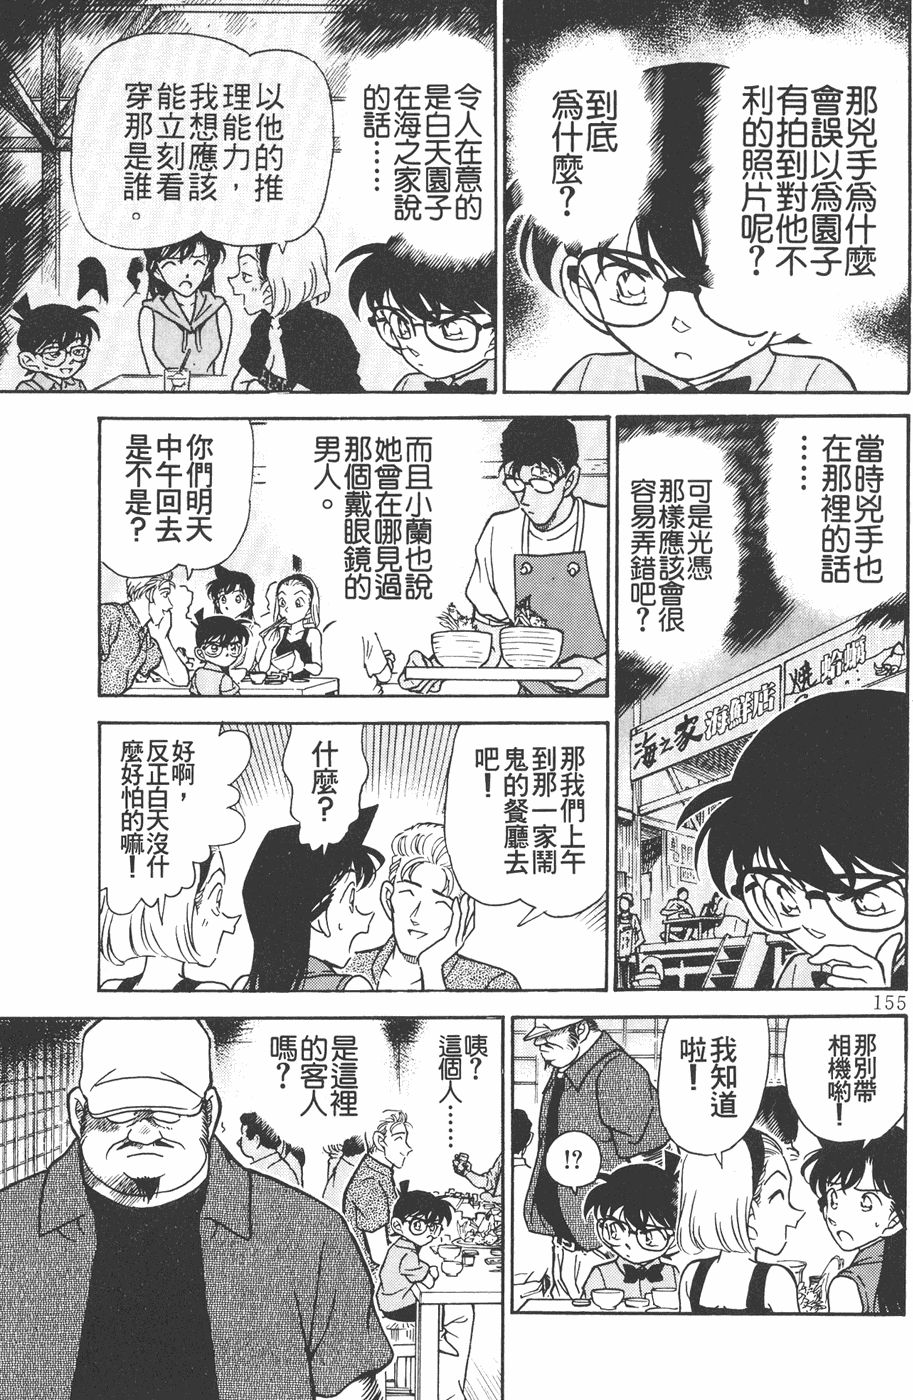 那兇手為什麼
會誤以為園子
有拍到對他不
利的照片呢?
到底
為什麼?
令人在意的
是白天園子
在海之家說
的話……
以他的推
理能力，
我想應該
能立刻看
穿那是誰。
當時兇手也
在那裡的話
……
可是光憑
那樣應該會很
容易弄錯吧?
海之家
海鮮店
燒蛤蜊
而且小蘭也說
她曾在哪見過
那個戴眼鏡的
男人。
你們明天
中午回去
是不是?
那我們上午
到那一家鬧
鬼的餐廳去
吧!
什麼?
好啊，
反正白天沒什
麼好怕的嘛!
155
那別帶
相機喲!
我知道
啦!
!?
咦?
這個人……
是這裡
的客人
嗎?